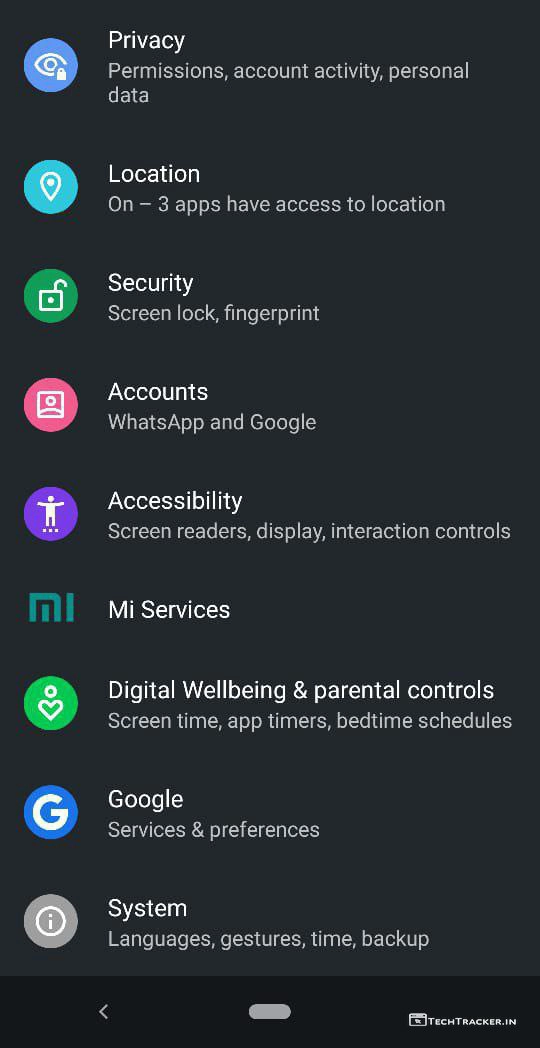 Privacy
Permissions, account activity, personal
data
Location
On – 3 apps have access to location
Security
Screen lock, fingerprint
Accounts
WhatsApp and Google
Accessibility
Screen readers, display, interaction controls
mi
Mi Services
Digital Wellbeing & parental controls
Screen time, app timers, bedtime schedules
G
Google
Services & preferences
System
Languages, gestures, time, backup
TECHTRACKER.IN